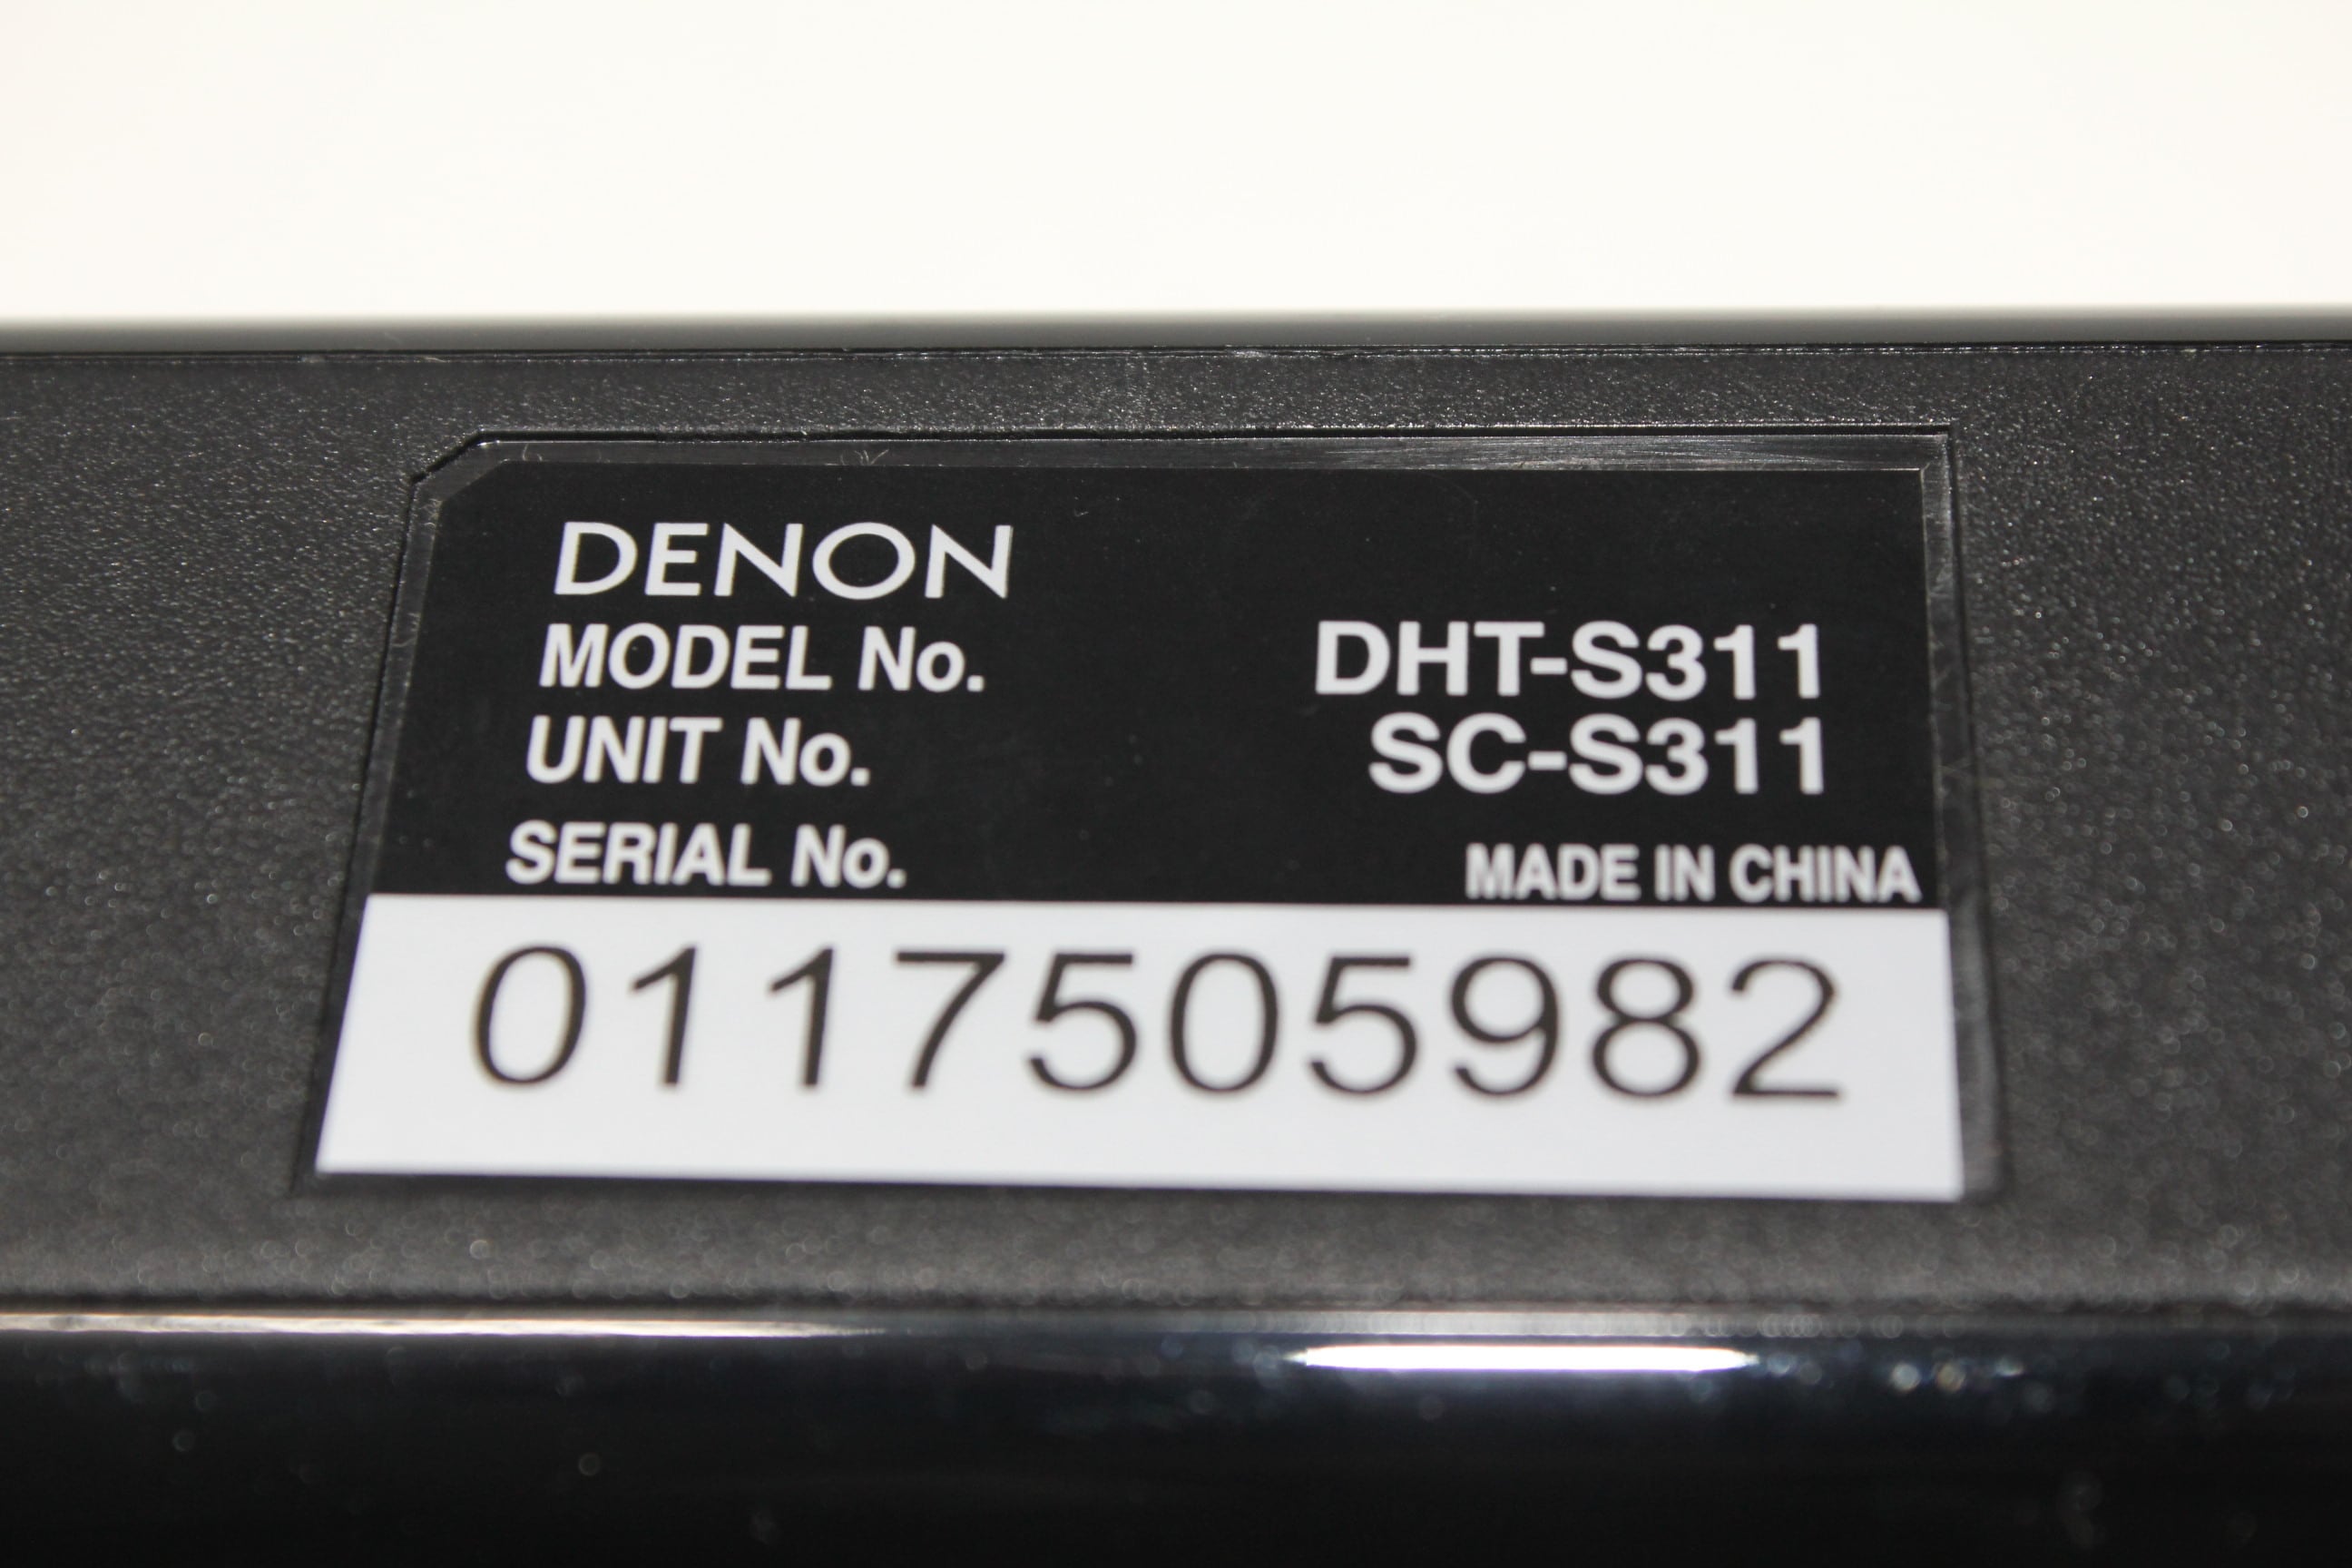 DENON
MODEL No. DHT-S311
UNIT No. SC-S311
SERIAL No. MADE IN CHINA
0117505982